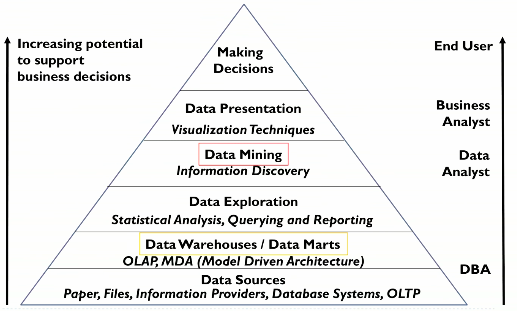 Increasing potential
to support
business decisions
Making
Decisions
End User
Data Presentation
Visualization Techniques
Business
Analyst
Data Mining
Information Discovery
Data
Analyst
Data Exploration
Statistical Analysis, Querying and Reporting
Data Warehouses / Data Marts
OLAP, MDA (Model Driven Architecture)
Data Sources
Paper, Files, Information Providers, Database Systems, OLTP
DBA